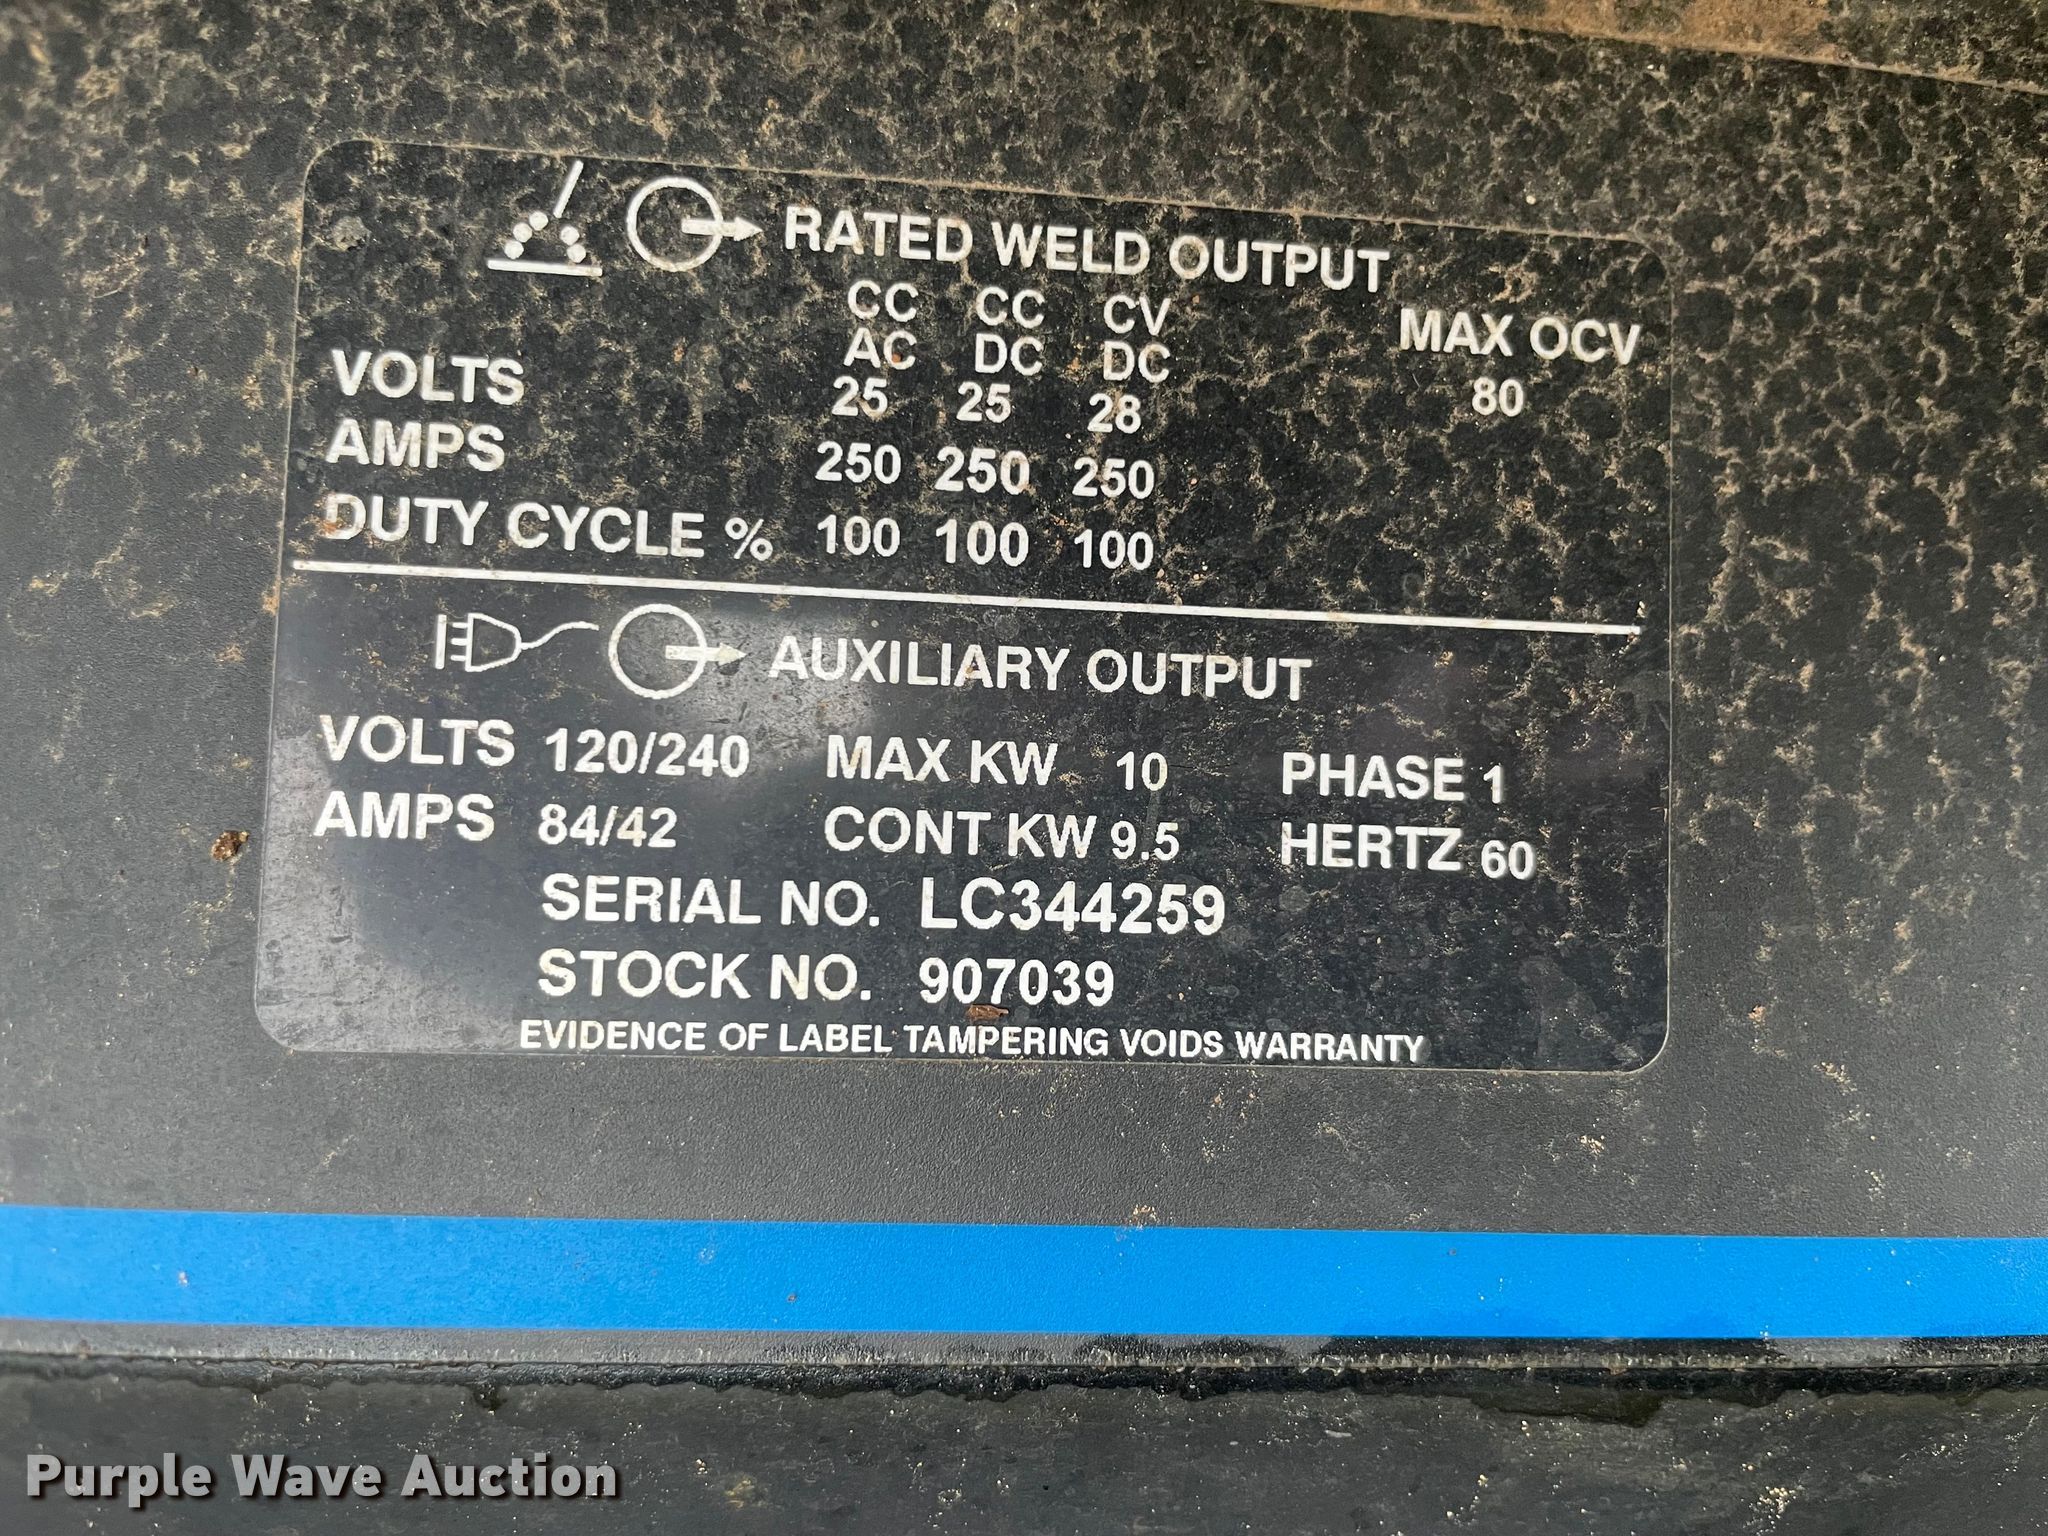 RATED WELD OUTPUT
CC CC CV MAX OCV
AC DC DC
VOLTS 25 25 28 80
AMPS 250 250 250
DUTY CYCLE % 100 100 100
AUXILIARY OUTPUT
VOLTS 120/240 MAX KW 10 PHASE 1
AMPS 84/42 CONT KW 9.5 HERTZ 60
SERIAL NO. LC344259
STOCK NO. 907039
EVIDENCE OF LABEL TAMPERING VOIDS WARRANTY
Purple Wave Auction